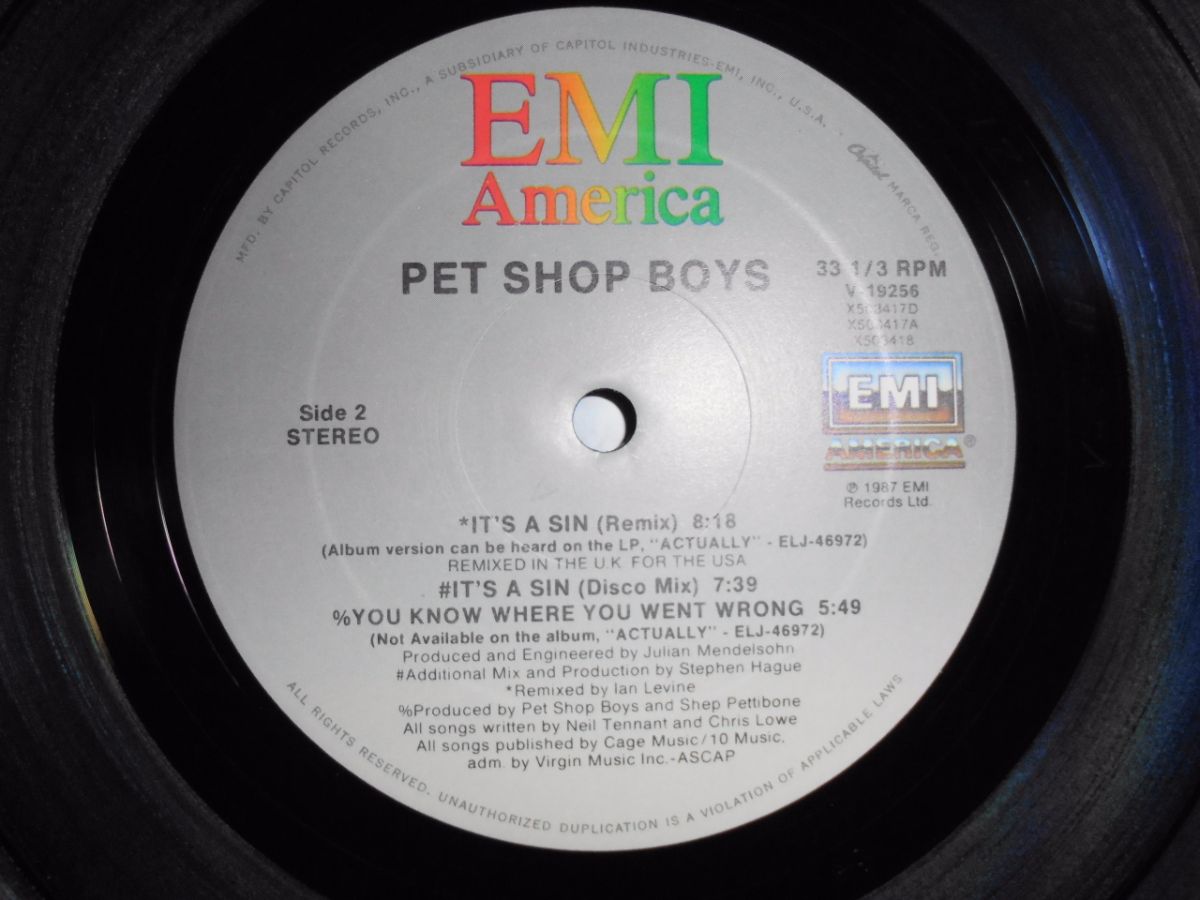 MFD. BY CAPITOL RECORDS, INC., A SUBSIDIARY OF CAPITOL INDUSTRIES-EMI, INC., U.S.A. Capitol MARCA REG.
EMI
America
PET SHOP BOYS
33 1/3 RPM
V-19256
X503417D
X503417A
X503418
EMI
AMERICA®
℗ 1987 EMI
Records Ltd.
Side 2
STEREO
*IT'S A SIN (Remix) 8:18
(Album version can be heard on the LP, "ACTUALLY" - ELJ-46972)
REMIXED IN THE U.K. FOR THE USA
#IT'S A SIN (Disco Mix) 7:39
%YOU KNOW WHERE YOU WENT WRONG 5:49
(Not Available on the album, "ACTUALLY" - ELJ-46972)
Produced and Engineered by Julian Mendelsohn
#Additional Mix and Production by Stephen Hague
*Remixed by Ian Levine
%Produced by Pet Shop Boys and Shep Pettibone
All songs written by Neil Tennant and Chris Lowe
All songs published by Cage Music/10 Music.
adm. by Virgin Music Inc.-ASCAP
ALL RIGHTS RESERVED. UNAUTHORIZED DUPLICATION IS A VIOLATION OF APPLICABLE LAWS